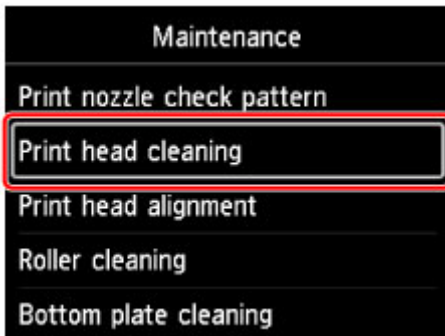 Maintenance
Print nozzle check pattern
Print head cleaning
Print head alignment
Roller cleaning
Bottom plate cleaning